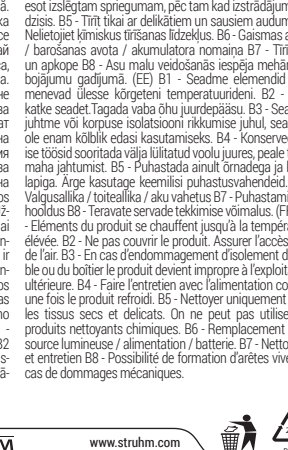 esot izslēgtam spriegumam, pēc tam kad izstrādājum
dzisis. B5 - Tīrīt tikai ar delikātiem un sausiem audum
Nelietojiet ķīmiskus tīrīšanas līdzekļus. B6 - Gaismas a
/ barošanas avota / akumulatora nomaiņa B7 - Tīrī
un apkope B8 - Asu malu veidošanās iespēja mehān
bojājumu gadījumā. (EE) B1 - Seadme elemendid
menevad ülesse kõrgeteni temperatuurideni. B2 -
katke seadet.Tagada vaba õhu juurdepääsu. B3 - Sea
juhtme või korpuse isolatsiooni rikkumise juhul, sea
ole enam kõlblik edasi kasutamiseks. B4 - Konservee
ise töösid sooritada välja lülitatud voolu juures, peale t
maha jahtumist. B5 - Puhastada ainult õrnadega ja k
lapiga. Ärge kasutage keemilisi puhastusvahendeid.
Valgusallika / toiteallika / aku vahetus B7 - Puhastami
hooldus B8 - Teravate servade tekkimise võimalus. (FI
- Eléments du produit se chauffent jusqu'à la tempéra
élévée. B2 - Ne pas couvrir le produit. Assurer l'accès
de l'air. B3 - En cas d'endommagement d'isolement d
ble ou du boîtier le produit devient impropre à l'exploit
ultérieure. B4 - Faire l'entretien avec l'alimentation co
une fois le produit refroidi. B5 - Nettoyer uniquement
les tissus secs et delicats. On ne peut pas utilise
produits nettoyants chimiques. B6 - Remplacement
source lumineuse / alimentation / batterie. B7 - Netto
et entretien B8 - Possibilité de formation d'arêtes vive
cas de dommages mécaniques.
www.struhm.com